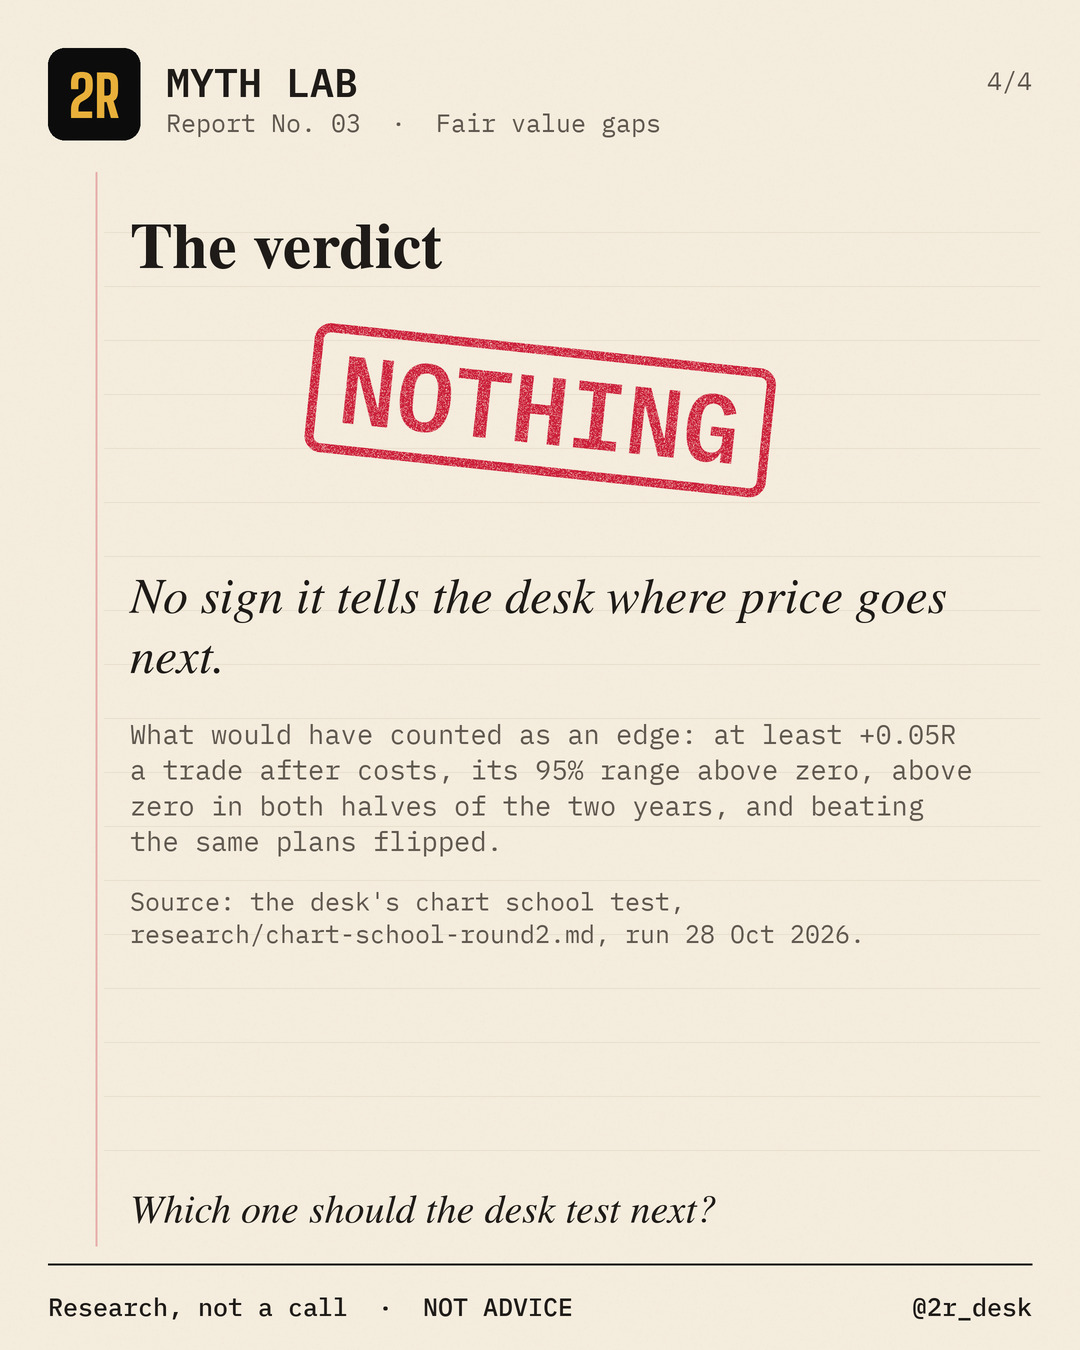 2R
MYTH LAB
4/4
Report No. 03 · Fair value gaps
The verdict
NOTHING
No sign it tells the desk where price goes
next.
What would have counted as an edge: at least +0.05R
a trade after costs, its 95% range above zero, above
zero in both halves of the two years, and beating
the same plans flipped.
Source: the desk's chart school test,
research/chart-school-round2.md, run 28 Oct 2026.
Which one should the desk test next?
Research, not a call · NOT ADVICE
@2r_desk